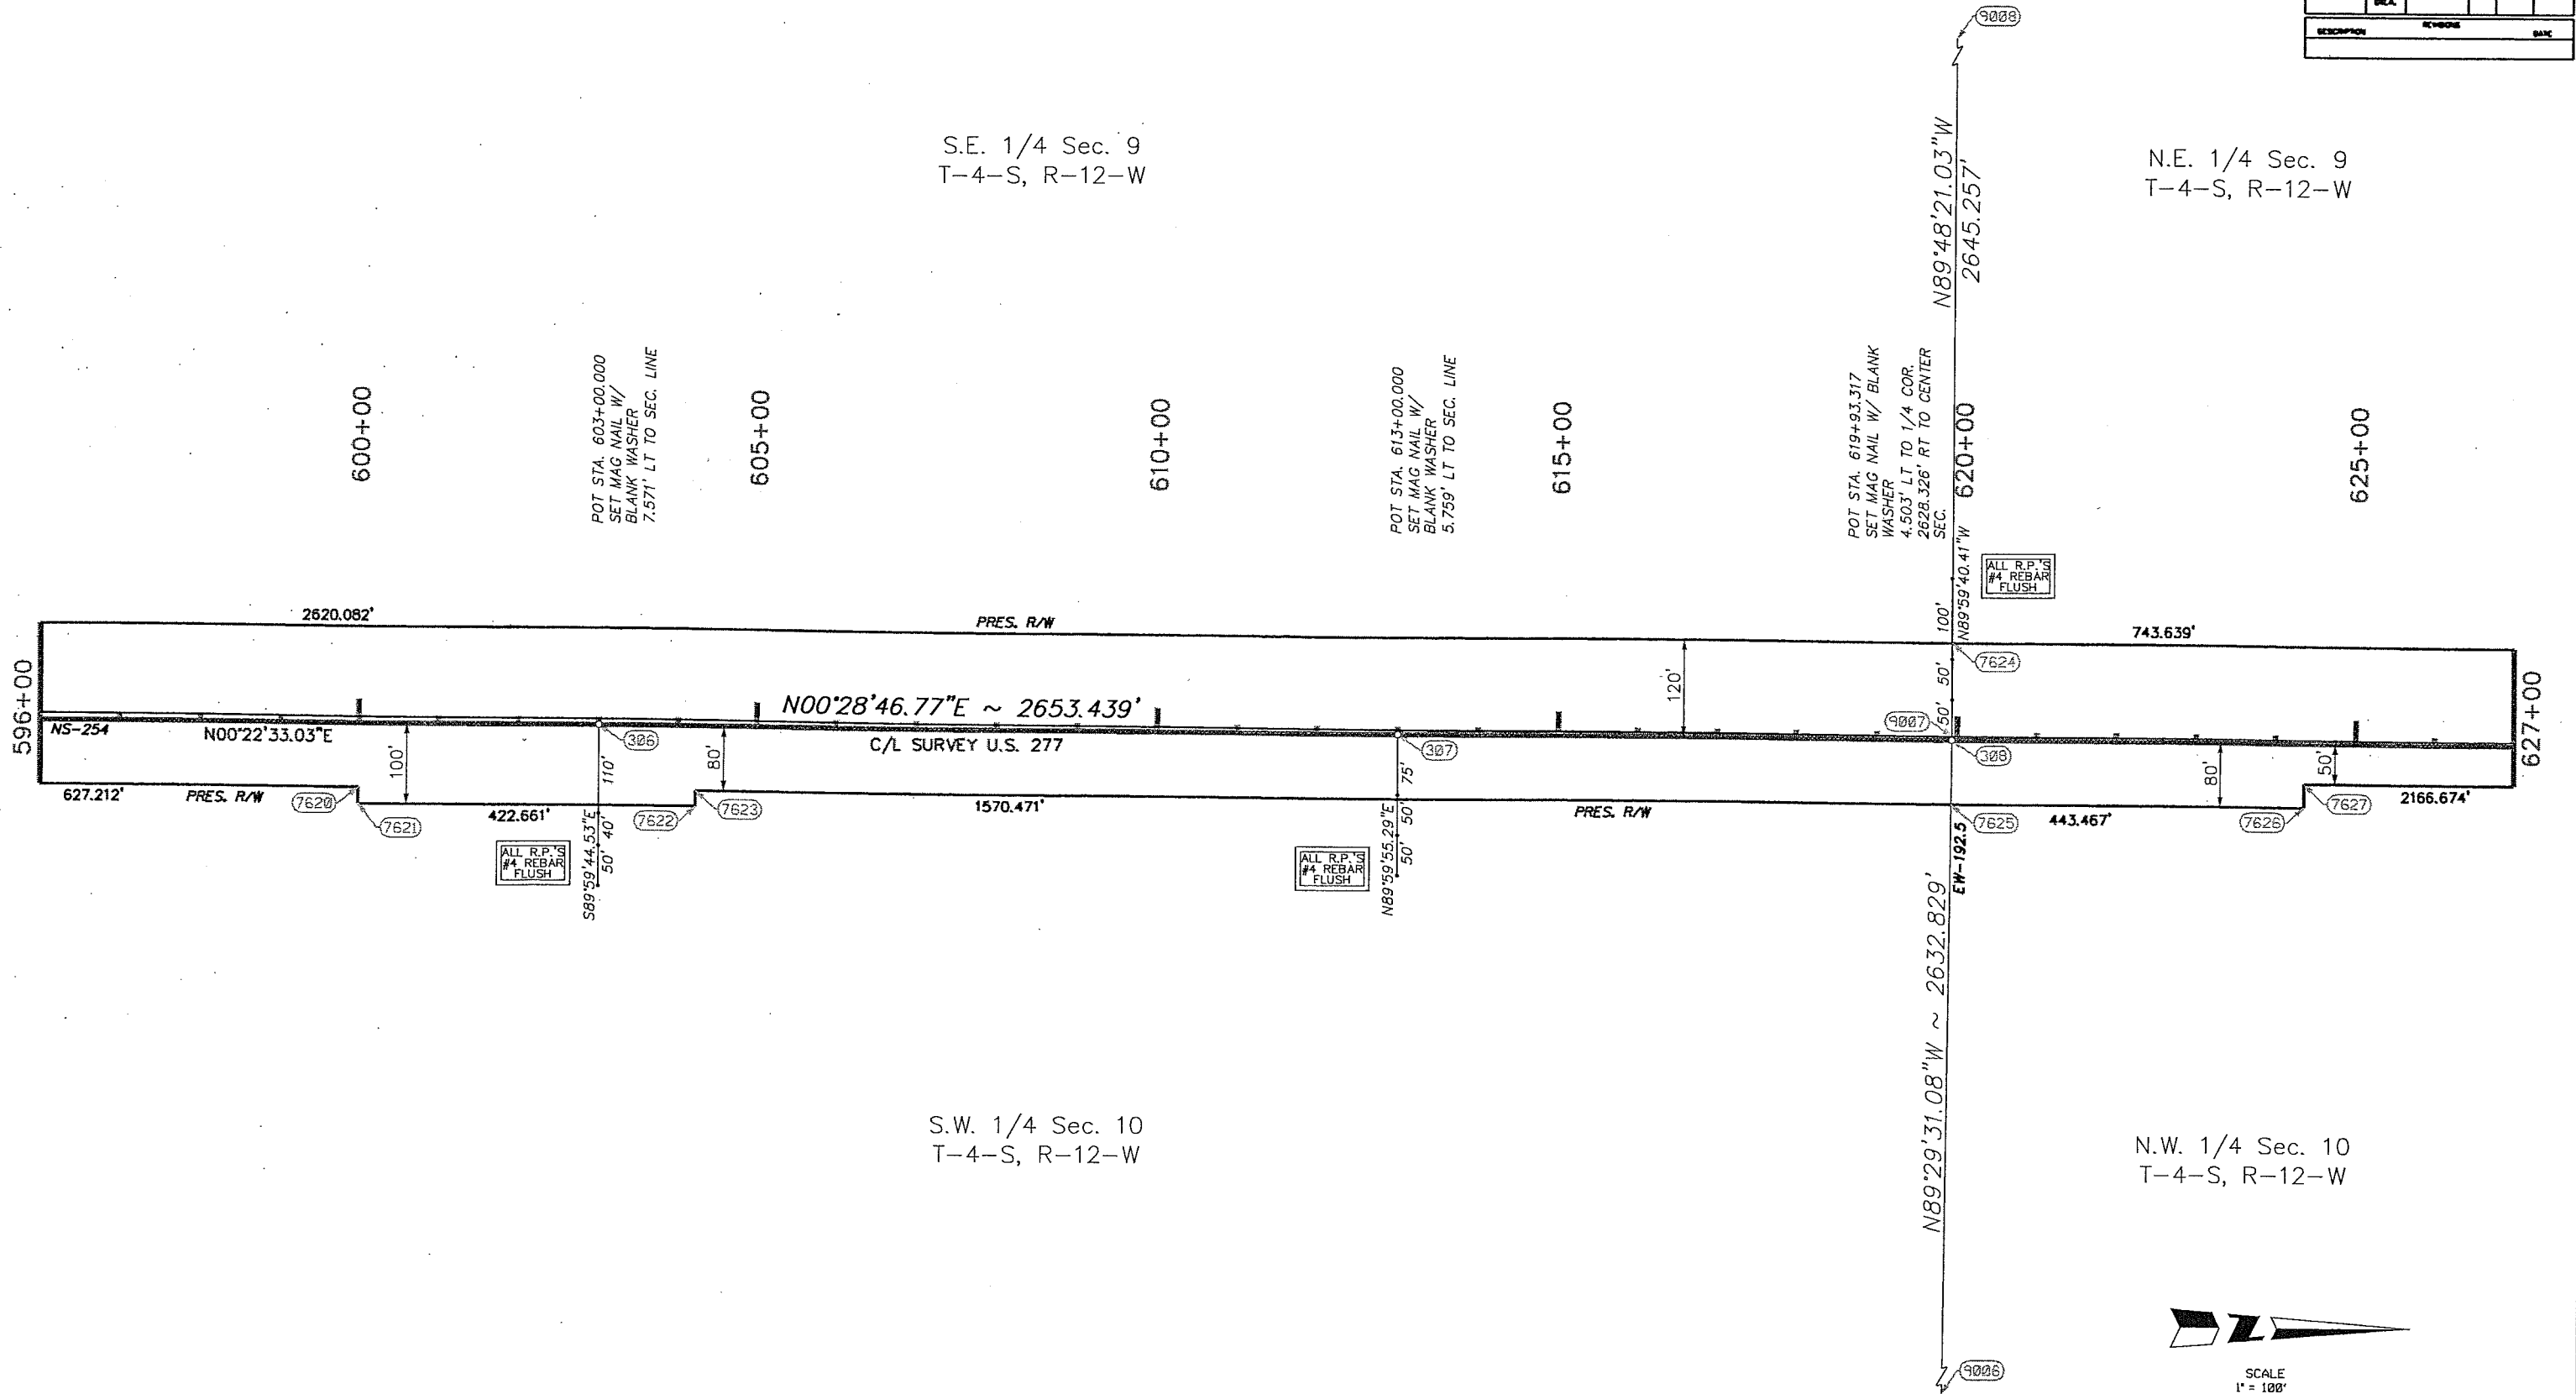 DESCRIPTION REVISIONS DATE
9008
S.E. 1/4 Sec. 9
T-4-S, R-12-W
N.E. 1/4 Sec. 9
T-4-S, R-12-W
N89°48'21.03"W
2645.257'
600+00
POT STA. 603+00.000
SET MAG NAIL W/
BLANK WASHER
7.571' LT TO SEC. LINE
605+00
610+00
POT STA. 613+00.000
SET MAG NAIL W/
BLANK WASHER
5.759' LT TO SEC. LINE
615+00
POT STA. 619+93.317
SET MAG NAIL W/ BLANK
WASHER
4.503' LT TO 1/4 COR.
2628.326' RT TO CENTER
SEC.
620+00
625+00
N89°59'40.41"W
ALL R.P.'S
#4 REBAR
FLUSH
2620.082'
PRES. R/W
100'
743.639'
7624
596+00
120'
50'
627+00
N00°28'46.77"E ~ 2653.439'
9007
50'
NS-254
N00°22'33.03"E
306
C/L SURVEY U.S. 277
307
308
100'
110'
80'
75'
80'
50'
627.212'
PRES. R/W
7620
7621
422.661'
7622
7623
1570.471'
PRES. R/W
7625
443.467'
7626
7627
2166.674'
S89°59'44.53"E
40'
50'
ALL R.P.'S
#4 REBAR
FLUSH
N89°59'55.29"E
50'
50'
ALL R.P.'S
#4 REBAR
FLUSH
EW-192.5
N89°29'31.08"W ~ 2632.829'
S.W. 1/4 Sec. 10
T-4-S, R-12-W
N.W. 1/4 Sec. 10
T-4-S, R-12-W
N
9006
SCALE
1" = 100'